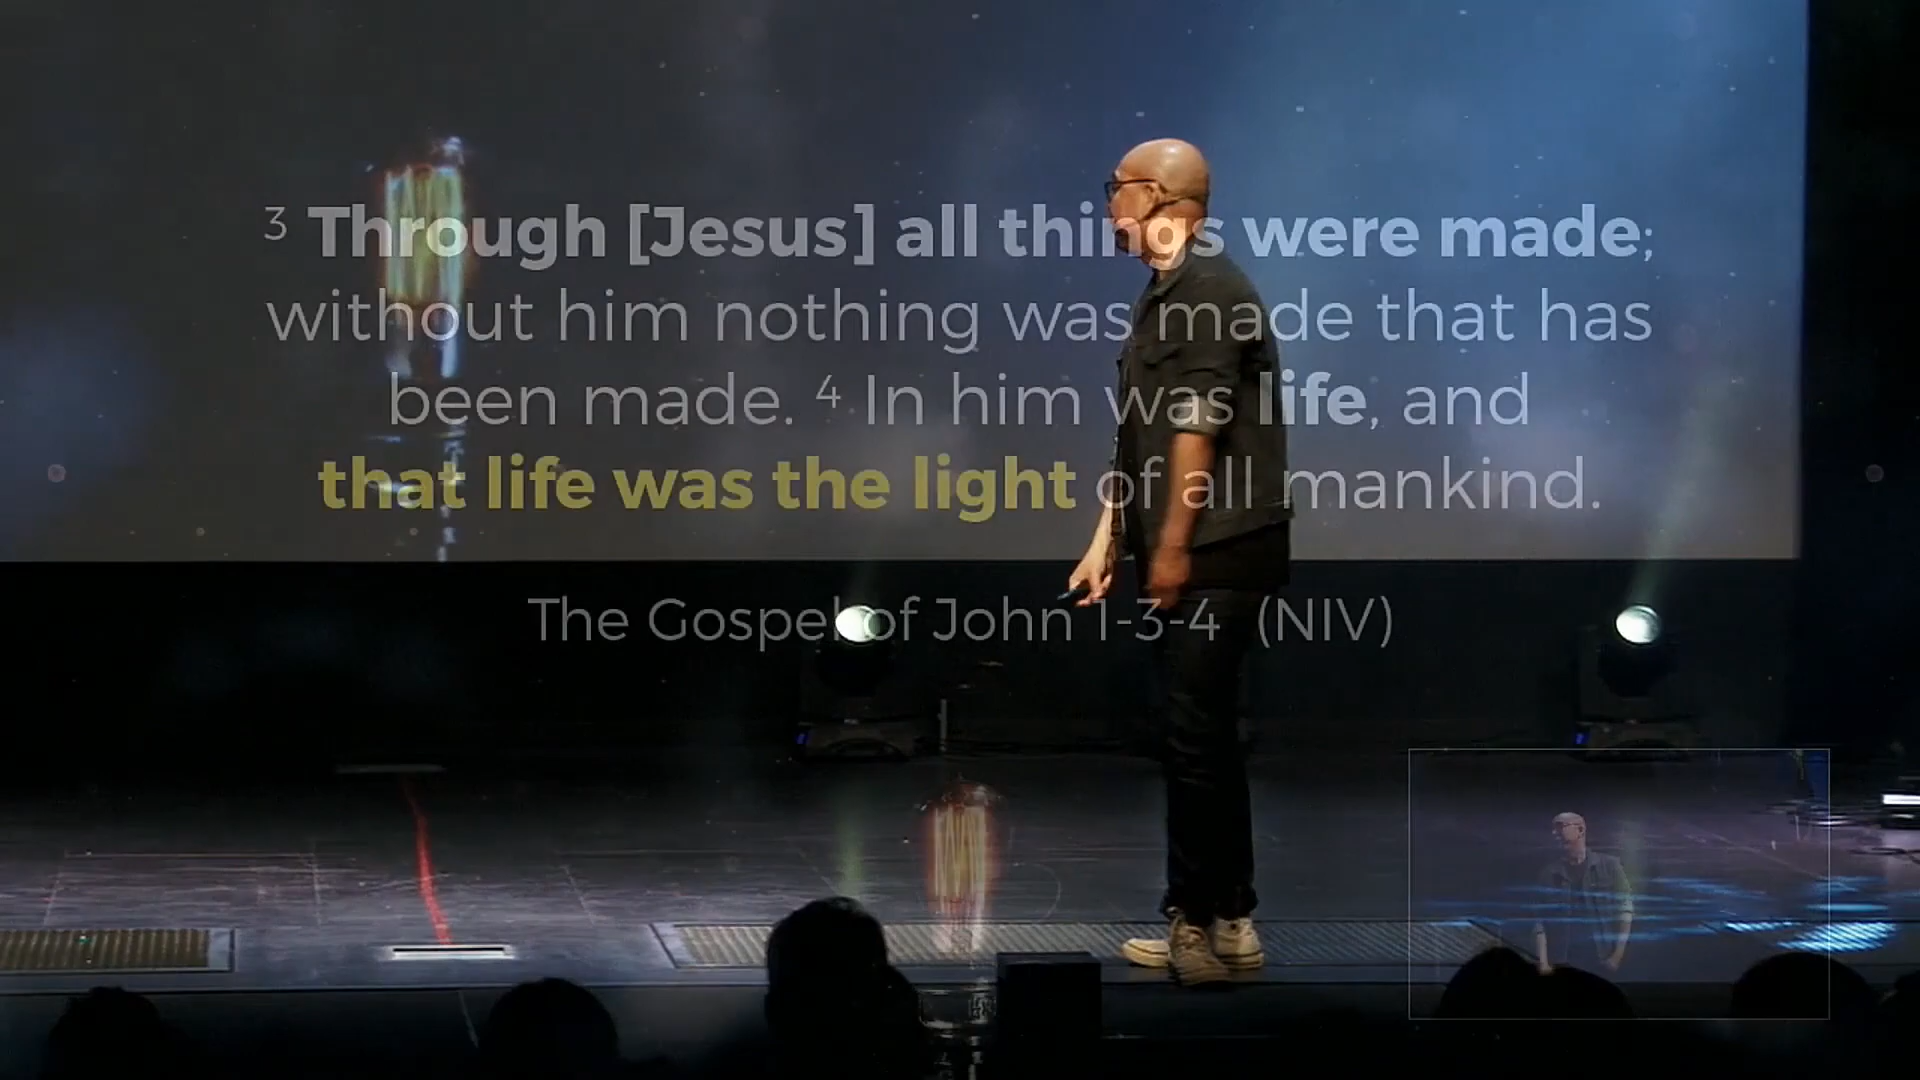 3 Through [Jesus] all things were made;
without him nothing was made that has
been made. 4 In him was life, and
that life was the light of all mankind.
The Gospel of John 1-3-4 (NIV)